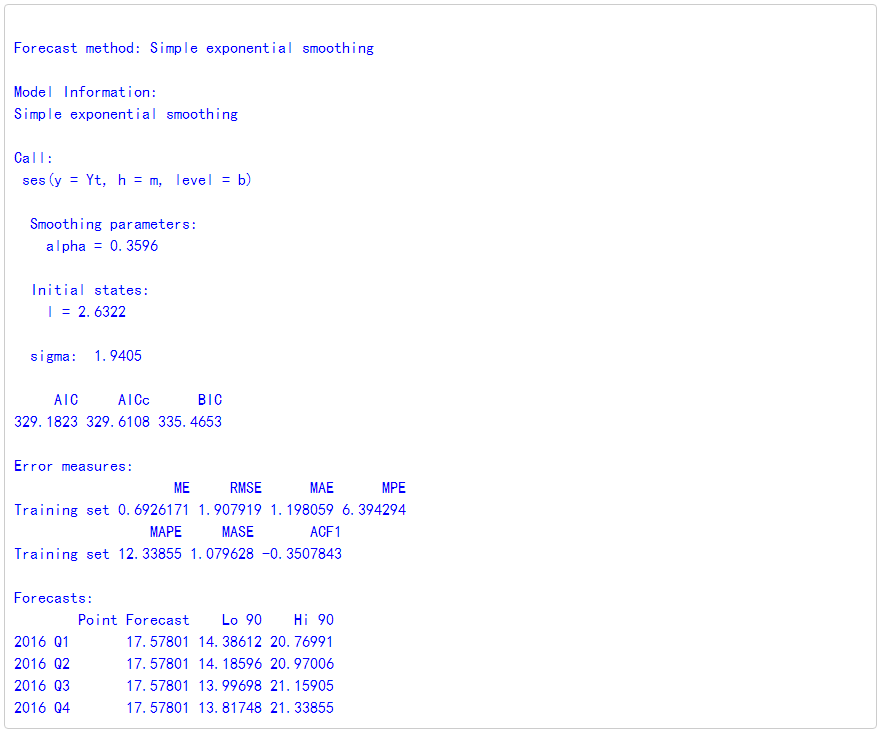 Forecast method: Simple exponential smoothing
Model Information:
Simple exponential smoothing
Call:
ses(y = Yt, h = m, level = b)
Smoothing parameters:
alpha = 0.3596
Initial states:
l = 2.6322
sigma: 1.9405
AIC AICc BIC
329.1823 329.6108 335.4653
Error measures:
ME RMSE MAE MPE
Training set 0.6926171 1.907919 1.198059 6.394294
MAPE MASE ACF1
Training set 12.33855 1.079628 -0.3507843
Forecasts:
Point Forecast Lo 90 Hi 90
2016 Q1 17.57801 14.38612 20.76991
2016 Q2 17.57801 14.18596 20.97006
2016 Q3 17.57801 13.99698 21.15905
2016 Q4 17.57801 13.81748 21.33855